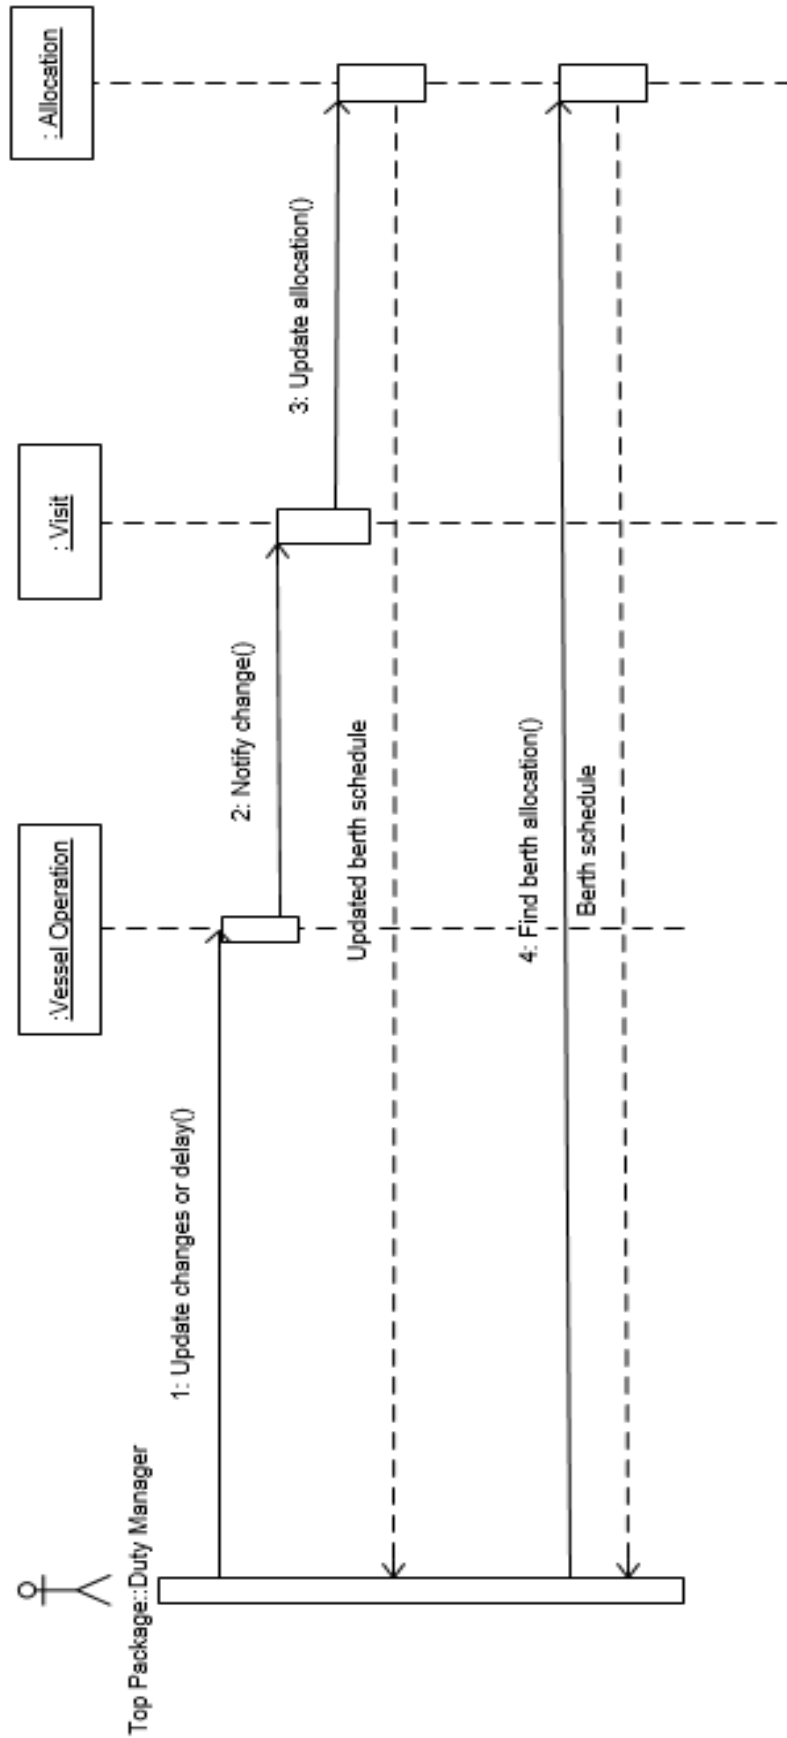 Top Package::Duty Manager
:Vessel Operation
: Visit
: Allocation
1: Update changes or delay()
2: Notify change()
3: Update allocation()
Updated berth schedule
4: Find berth allocation()
Berth schedule